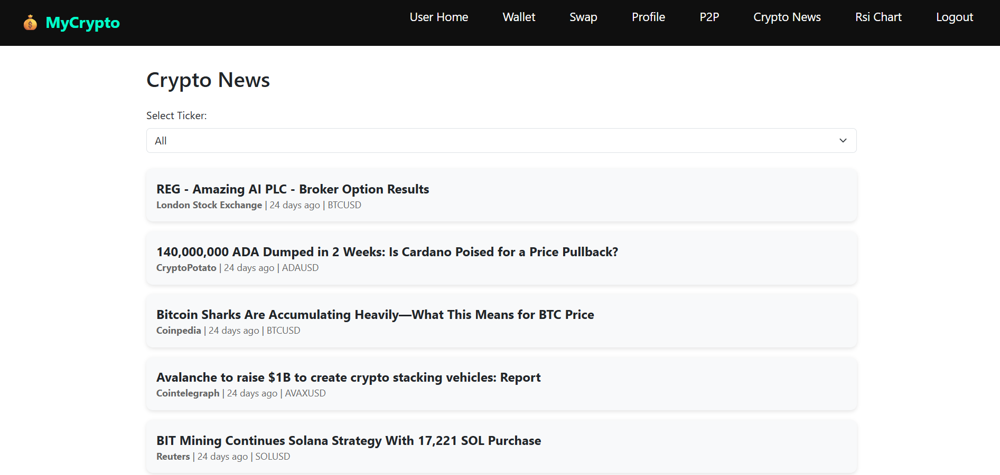 MyCrypto
User Home Wallet Swap Profile P2P Crypto News Rsi Chart Logout
Crypto News
Select Ticker:
All
REG - Amazing AI PLC - Broker Option Results
London Stock Exchange | 24 days ago | BTCUSD
140,000,000 ADA Dumped in 2 Weeks: Is Cardano Poised for a Price Pullback?
CryptoPotato | 24 days ago | ADAUSD
Bitcoin Sharks Are Accumulating Heavily—What This Means for BTC Price
Coinpedia | 24 days ago | BTCUSD
Avalanche to raise $1B to create crypto stacking vehicles: Report
Cointelegraph | 24 days ago | AVAXUSD
BIT Mining Continues Solana Strategy With 17,221 SOL Purchase
Reuters | 24 days ago | SOLUSD